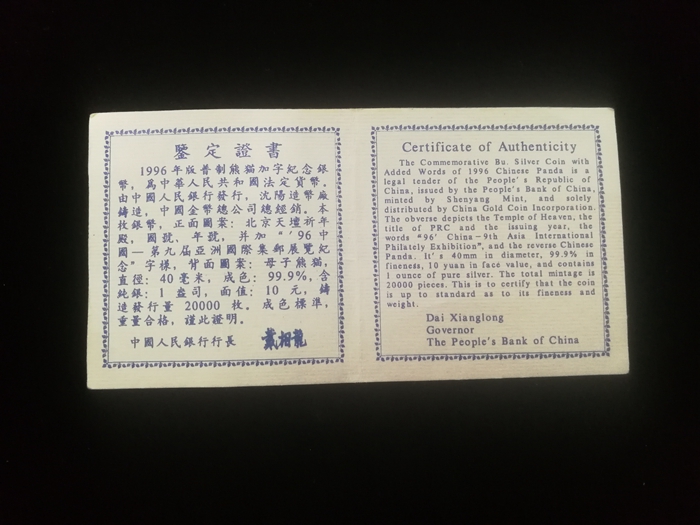 鑒定證書
1996年版普制熊猫加字紀念銀
幣，爲中華人民共和國法定貨幣。
由中國人民銀行發行，沈陽造幣廠
鑄造，中國金幣總公司總經銷。本
枚銀幣，正面圖案：北京天壇祈年
殿，國號、年號，并加“'96中
國—第九届亞洲國際集郵展覽紀
念”字樣，背面圖案：母子熊猫，
直徑：40毫米，成色：99.9%，含
純銀：1盎司，面值：10元，鑄
造發行量20000枚。成色標準，
重量合格，謹此證明。
中國人民銀行行長 戴相龍
Certificate of Authenticity
The Commemorative Bu. Silver Coin with
Added Words of 1996 Chinese Panda is a
legal tender of the People's Republic of
China, issued by the People's Bank of China,
minted by Shenyang Mint, and solely
distributed by China Gold Coin Incorporation.
The obverse depicts the Temple of Heaven, the
title of PRC and the issuing year, the
words "96' China-9th Asia International
Philately Exhibition", and the reverse Chinese
Panda. It's 40mm in diameter, 99.9% in
fineness, 10 yuan in face value, and contains
1 ounce of pure silver. The total mintage is
20000 pieces. This is to certify that the coin
is up to standard as to its fineness and
weight.
Dai Xianglong
Governor
The People's Bank of China